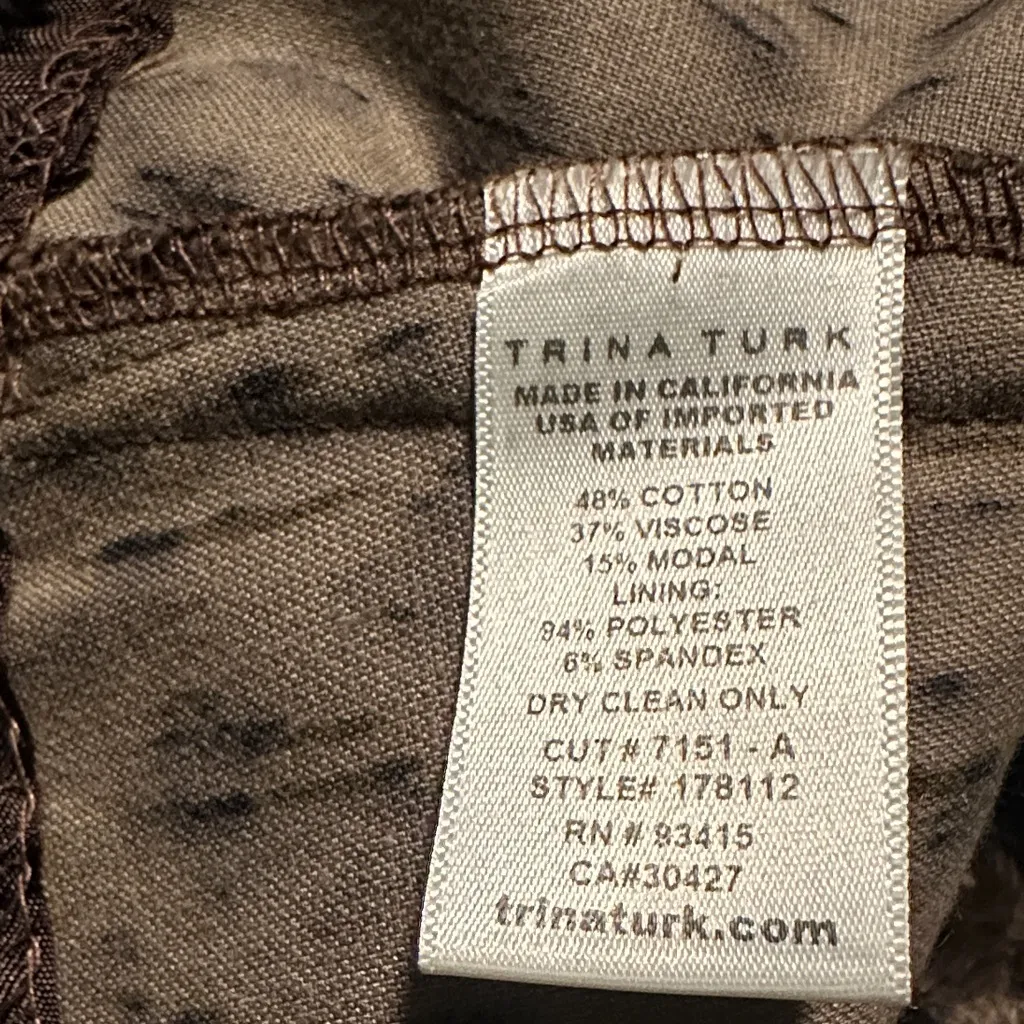 TRINA TURK
MADE IN CALIFORNIA
USA OF IMPORTED
MATERIALS
48% COTTON
37% VISCOSE
15% MODAL
LINING:
94% POLYESTER
6% SPANDEX
DRY CLEAN ONLY
CUT # 7151 - A
STYLE# 178112
RN # 93415
CA#30427
trinaturk.com